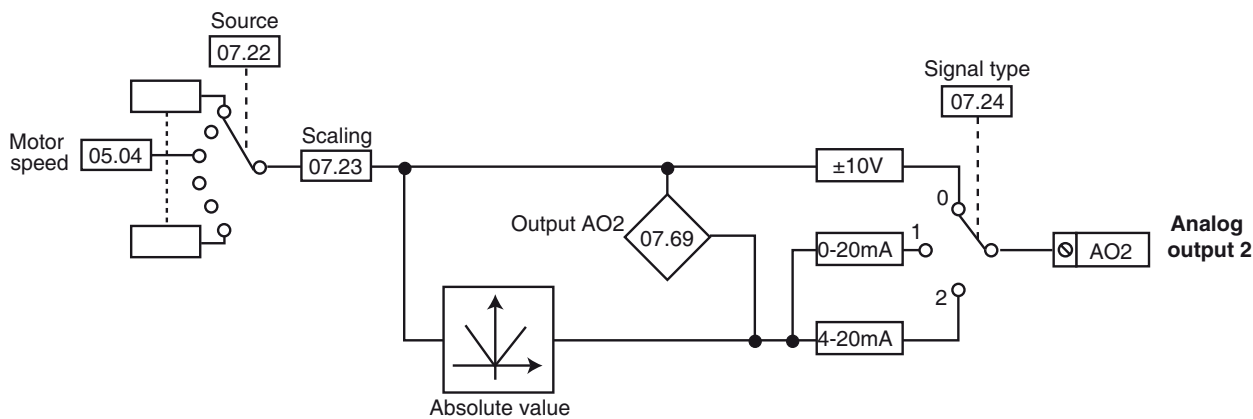 Source
07.22
Signal type
07.24
Motor
speed
05.04
Scaling
07.23
±10V
0
Output AO2
07.69
1
0-20mA
AO2
Analog
output 2
2
4-20mA
Absolute value